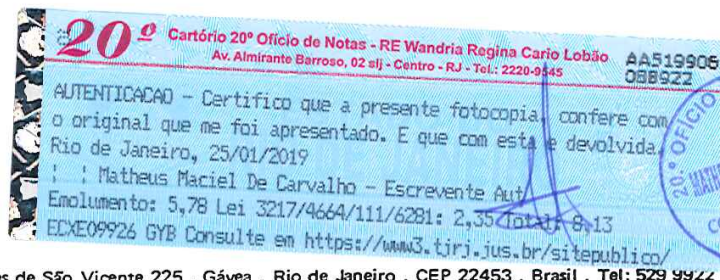 20º Cartório 20º Ofício de Notas - RE Wandria Regina Cario Lobão
Av. Almirante Barroso, 02 slj - Centro - RJ - Tel.: 2220-9545
AA519906
088922
AUTENTICACAO - Certifico que a presente fotocopia, confere com
o original que me foi apresentado. E que com esta e devolvida.
Rio de Janeiro, 25/01/2019
: : Matheus Maciel De Carvalho - Escrevente Aut
Emolumento: 5,78 Lei 3217/4664/111/6281: 2,35 Total: 8,13
ECXE09926 GYB Consulte em https://www3.tjrj.jus.br/sitepublico/
20.º OFÍCIO
es de São Vicente 225 . Gávea . Rio de Janeiro . CEP 22453 . Brasil . Tel: 529 9922